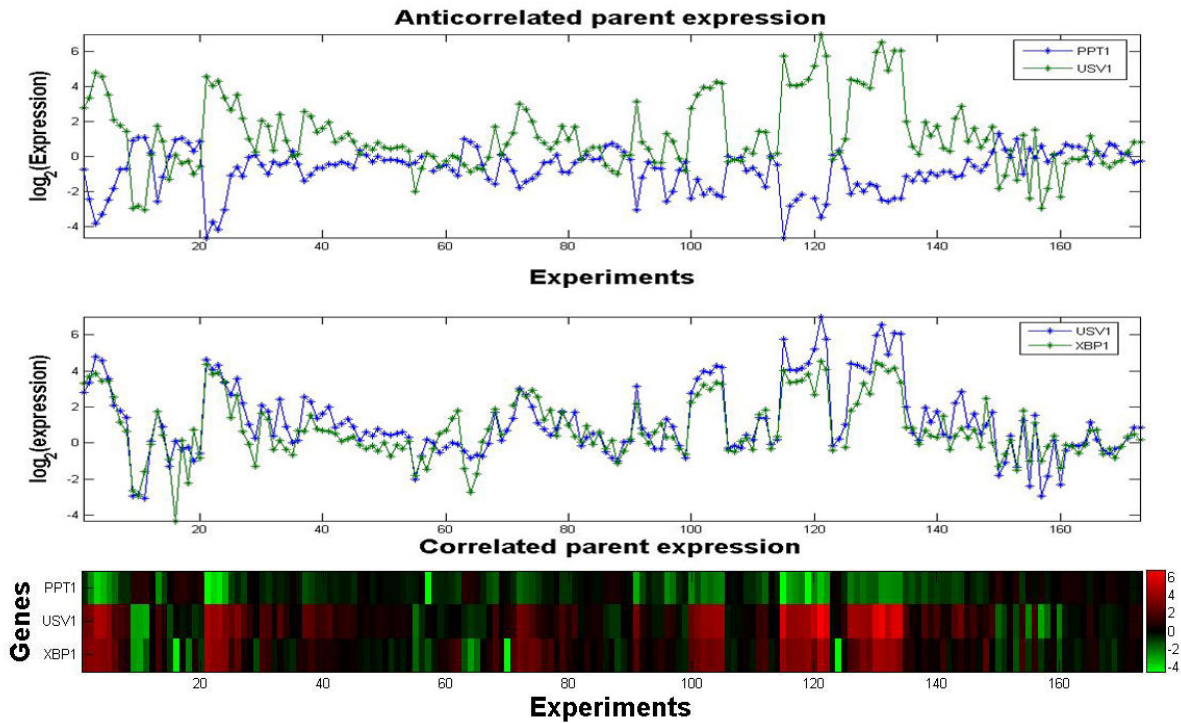 Anticorrelated parent expression
log2(Expression)
6
4
2
0
-2
-4
PPT1
USV1
20 40 60 80 100 120 140 160
Experiments
log2(expression)
6
4
2
0
-2
-4
USV1
XBP1
20 40 60 80 100 120 140 160
Correlated parent expression
Genes
PPT1
USV1
XBP1
6
4
2
0
-2
-4
20 40 60 80 100 120 140 160
Experiments